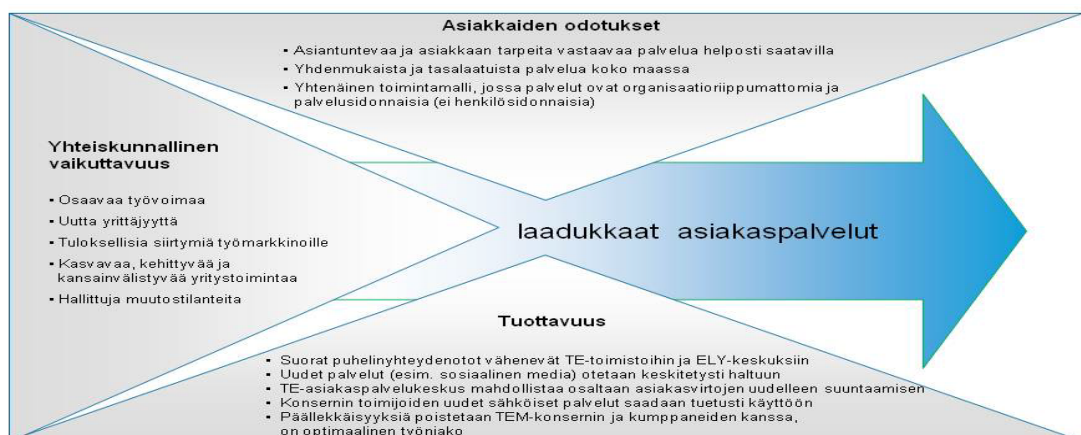 Asiakkaiden odotukset
▪ Asiantuntevaa ja asiakkaan tarpeita vastaavaa palvelua helposti saatavilla
▪ Yhdenmukaista ja tasalaatuista palvelua koko maassa
▪ Yhtenäinen toimintamalli, jossa palvelut ovat organisaatioriippumattomia ja
palvelusidonnaisia (ei henkilösidonnaisia)
Yhteiskunnallinen
vaikuttavuus
▪ Osaavaa työvoimaa
▪ Uutta yrittäjyyttä
▪ Tuloksellisia siirtymiä työmarkkinoille
▪ Kasvavaa, kehittyvää ja
kansainvälistyvää yritystoimintaa
▪ Hallittuja muutostilanteita
laadukkaat asiakaspalvelut
Tuottavuus
▪ Suorat puhelinyhteydenotot vähenevät TE-toimistoihin ja ELY-keskuksiin
▪ Uudet palvelut (esim. sosiaalinen media) otetaan keskitetysti haltuun
▪ TE-asiakaspalvelukeskus mahdollistaa osaltaan asiakasvirtojen uudelleen suuntaamisen
▪ Konsernin toimijoiden uudet sähköiset palvelut saadaan tuetusti käyttöön
▪ Päällekkäisyyksiä poistetaan TEM-konsernin ja kumppaneiden kanssa,
on optimaalinen työnjako